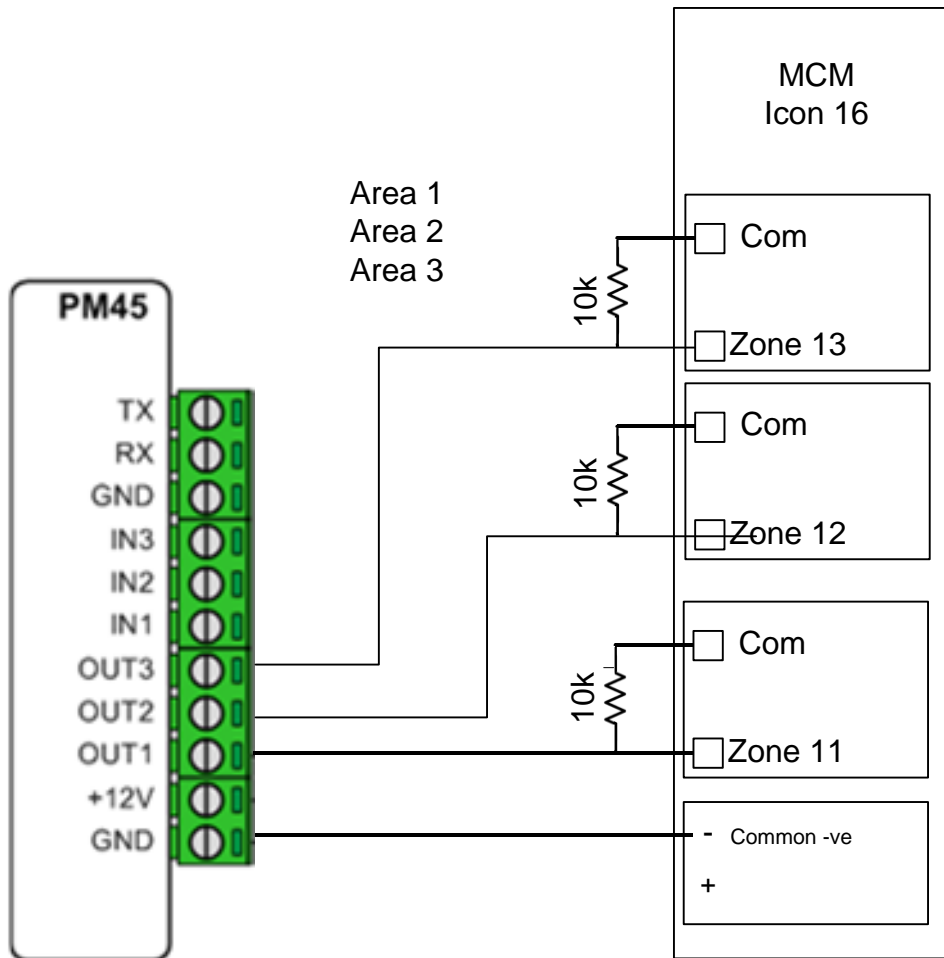 MCM
Icon 16
Area 1
Area 2
Area 3
Com
10k
Zone 13
Com
10k
Zone 12
Com
10k
Zone 11
- Common -ve
+
PM45
TX
RX
GND
IN3
IN2
IN1
OUT3
OUT2
OUT1
+12V
GND